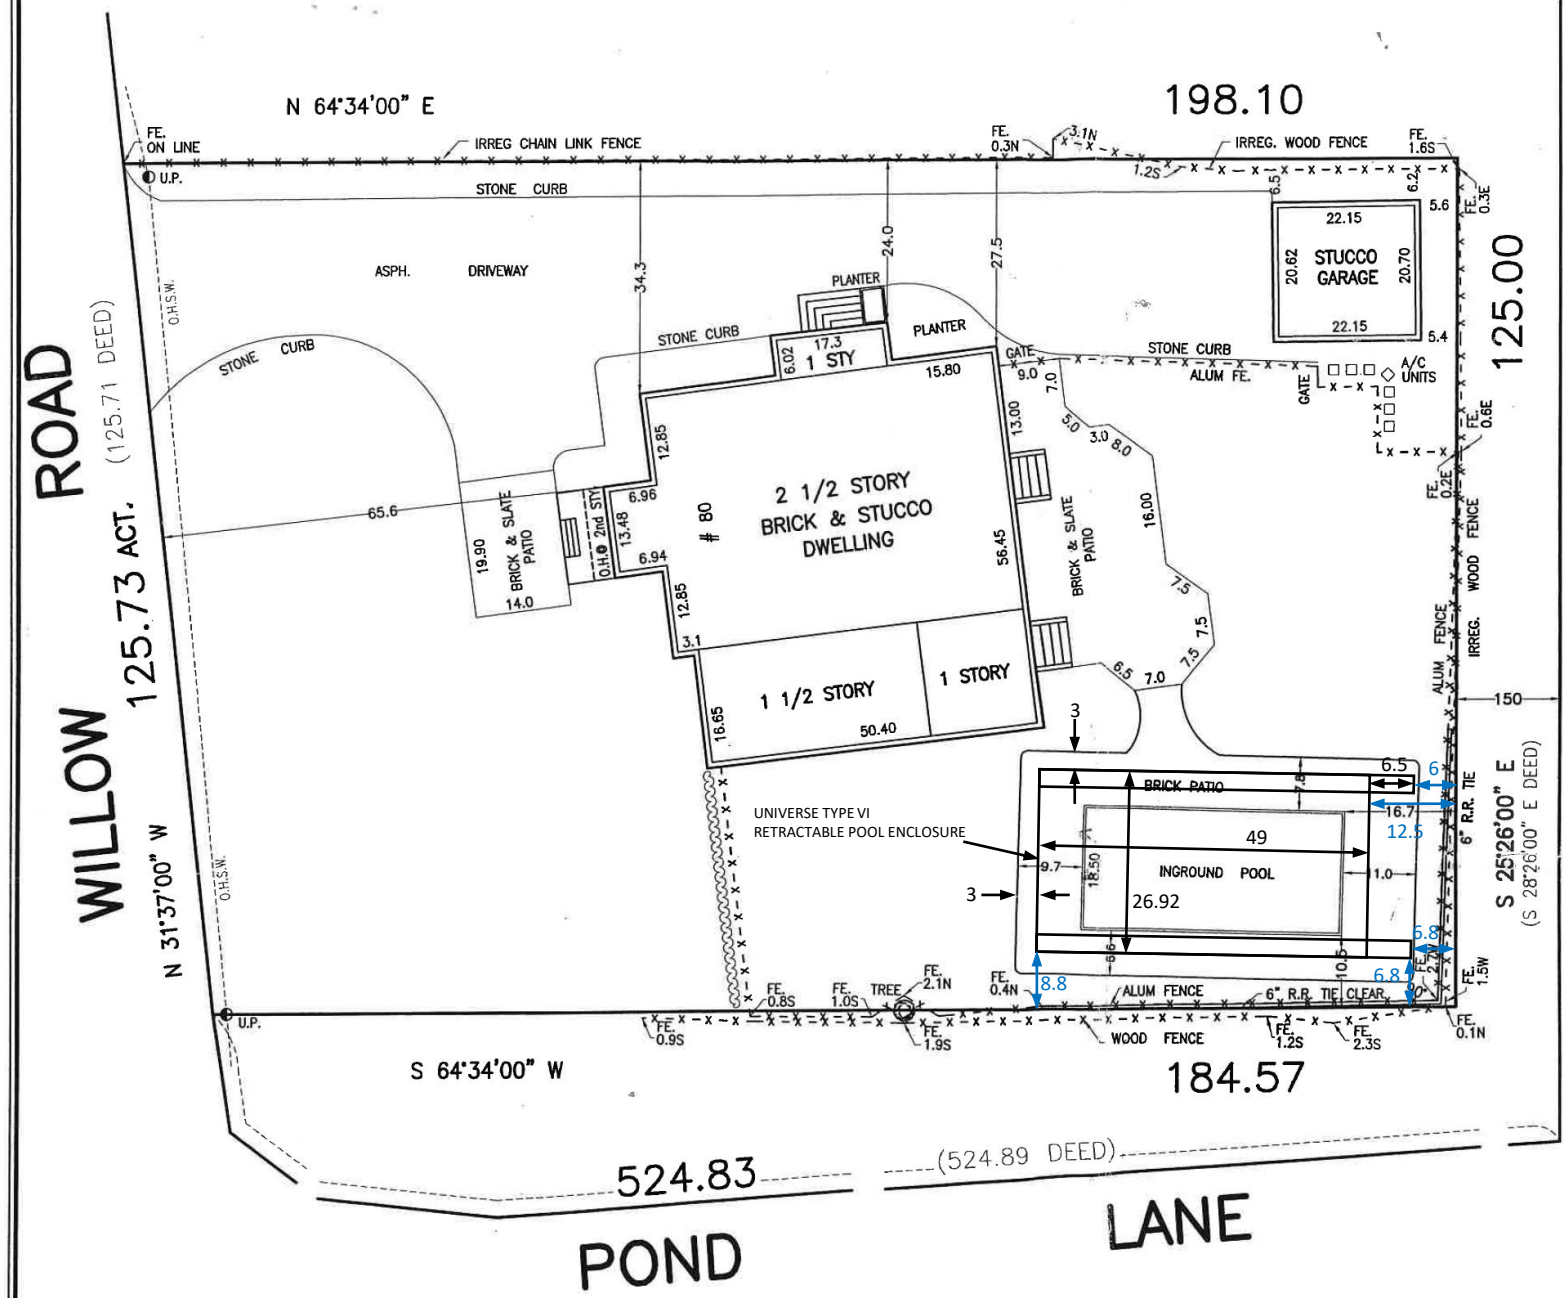 N 64°34'00" E
198.10
FE.
ON LINE
IRREG CHAIN LINK FENCE
FE.
0.3N
3.1N
IRREG. WOOD FENCE
FE.
1.6S
U.P.
STONE CURB
1.2S
6.5
6.2
5.6
FE.
0.3E
22.15
20.62
STUCCO
GARAGE
20.70
22.15
5.4
125.00
ASPH. DRIVEWAY
O.H.S.W.
34.3
24.0
27.5
PLANTER
PLANTER
STONE CURB
STONE CURB
17.3
6.02
1 STY
15.80
GATE
9.0
7.0
STONE CURB
ALUM FE.
GATE
A/C
UNITS
FE.
0.6E
FE.
0.2E
ROAD
(125.71 DEED)
125.73 ACT.
WILLOW
N 31°37'00" W
65.6
19.90
BRICK & SLATE
PATIO
14.0
O.H.@ 2nd STY
12.85
6.96
13.48
6.94
12.85
3.1
# 80
2 1/2 STORY
BRICK & STUCCO
DWELLING
56.45
13.00
5.0
3.0
8.0
16.00
BRICK & SLATE
PATIO
7.5
7.5
7.5
6.5
7.0
1 1/2 STORY
1 STORY
16.65
50.40
ALUM FENCE
IRREG. WOOD FENCE
150
S 25°26'00" E
(S 28°26'00" E DEED)
6" R.R. TIE
3
6.5
6
BRICK PATIO
7.8
16.7
12.5
UNIVERSE TYPE VI
RETRACTABLE POOL ENCLOSURE
49
9.7
18.50
INGROUND POOL
11.0
3
26.92
6.8
6.6
10.5
6.8
8.8
FE.
2.7W
FE.
1.5W
O.H.S.W.
U.P.
FE.
0.9S
FE.
0.8S
FE.
1.0S
TREE
FE.
2.1N
FE.
1.9S
FE.
0.4N
ALUM FENCE
6" R.R. TIE CLEAR
WOOD FENCE
FE.
1.2S
FE.
2.3S
FE.
0.1N
S 64°34'00" W
184.57
524.83
(524.89 DEED)
POND LANE